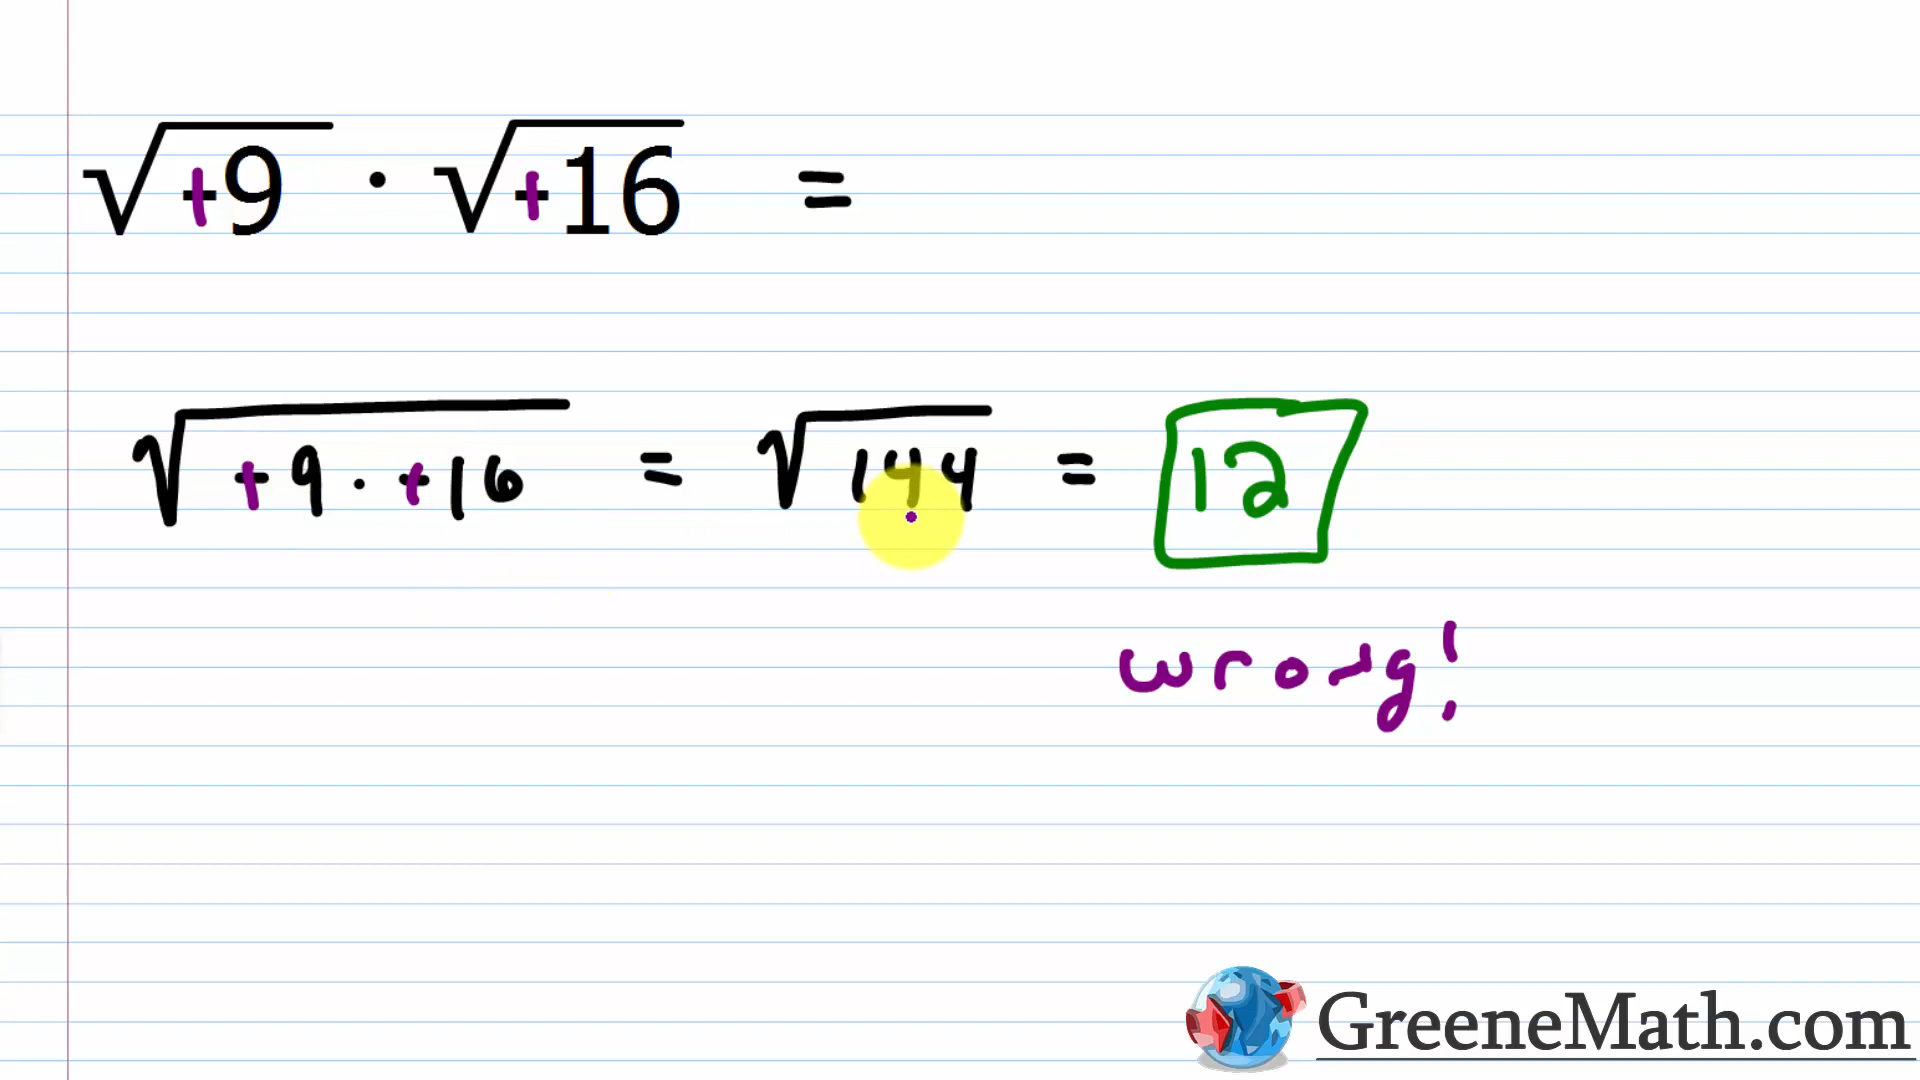 √+9 · √+16 =
√+9 · +16 = √144 = 12
wrong!
GreeneMath.com